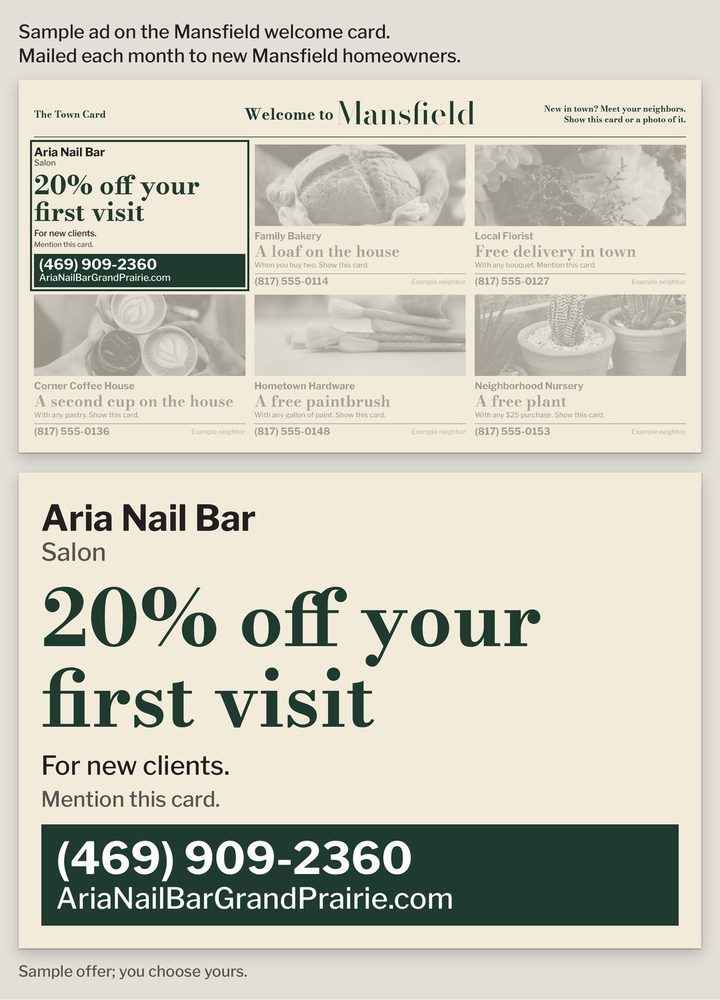 Sample ad on the Mansfield welcome card.
Mailed each month to new Mansfield homeowners.
The Town Card
Welcome to Mansfield
New in town? Meet your neighbors.
Show this card or a photo of it.
Aria Nail Bar
Salon
20% off your
first visit
For new clients.
Mention this card.
(469) 909-2360
AriaNailBarGrandPrairie.com
Family Bakery
A loaf on the house
When you buy two. Show this card.
(817) 555-0114
Example neighbor
Local Florist
Free delivery in town
With any bouquet. Mention this card.
(817) 555-0127
Example neighbor
Corner Coffee House
A second cup on the house
With any pastry. Show this card.
(817) 555-0136
Example neighbor
Hometown Hardware
A free paintbrush
With any gallon of paint. Show this card.
(817) 555-0148
Example neighbor
Neighborhood Nursery
A free plant
With any $25 purchase. Show this card.
(817) 555-0153
Example neighbor
Aria Nail Bar
Salon
20% off your
first visit
For new clients.
Mention this card.
(469) 909-2360
AriaNailBarGrandPrairie.com
Sample offer; you choose yours.